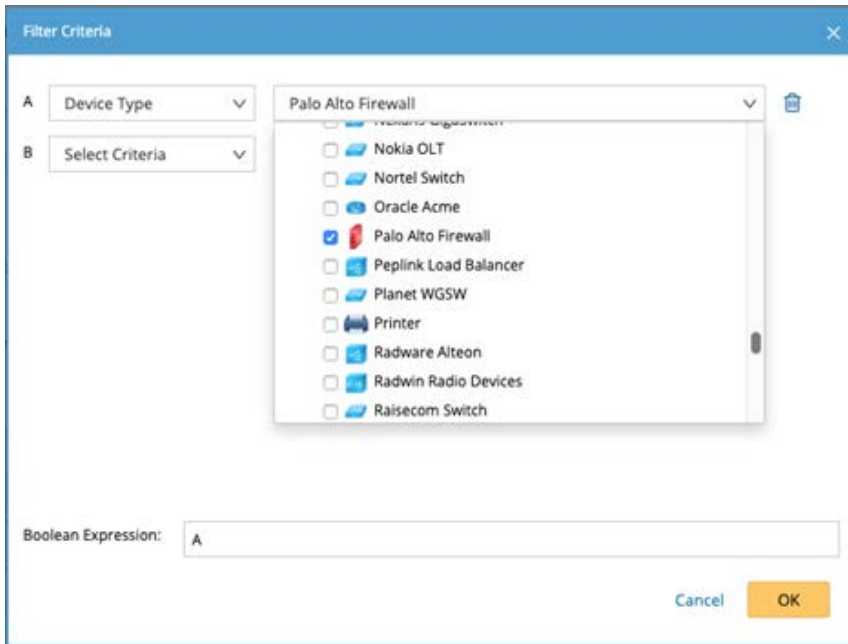 Filter Criteria
A Device Type Palo Alto Firewall
B Select Criteria
Nokia OLT
Nortel Switch
Oracle Acme
Palo Alto Firewall
Peplink Load Balancer
Planet WGSW
Printer
Radware Alteon
Radwin Radio Devices
Raisecom Switch
Boolean Expression: A
Cancel OK